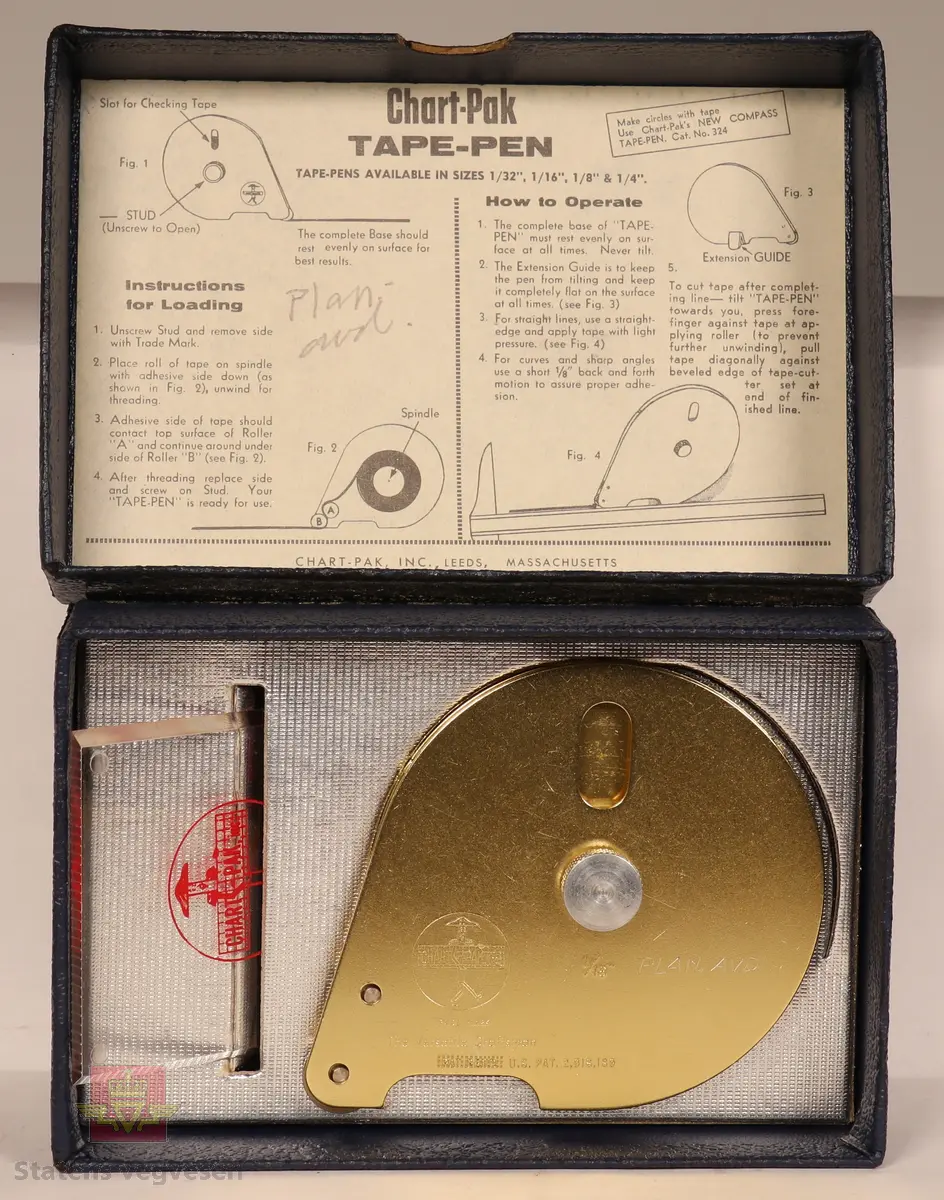 Chart-Pak
TAPE-PEN
TAPE-PENS AVAILABLE IN SIZES 1/32", 1/16", 1/8" & 1/4".
Make circles with tape
Use Chart-Pak's NEW COMPASS
TAPE-PEN. Cat. No. 324
Slot for Checking Tape
Fig. 1
STUD
(Unscrew to Open)
The complete Base should
rest evenly on surface for
best results.
Instructions
for Loading
Plan,
avd.
1. Unscrew Stud and remove side
with Trade Mark.
2. Place roll of tape on spindle
with adhesive side down (as
shown in Fig. 2), unwind for
threading.
3. Adhesive side of tape should
contact top surface of Roller
"A" and continue around under
side of Roller "B" (see Fig. 2).
4. After threading replace side
and screw on Stud. Your
"TAPE-PEN" is ready for use.
Spindle
Fig. 2
A
B
How to Operate
1. The complete base of "TAPE-
PEN" must rest evenly on sur-
face at all times. Never tilt.
2. The Extension Guide is to keep
the pen from tilting and keep
it completely flat on the surface
at all times. (see Fig. 3)
3. For straight lines, use a straight-
edge and apply tape with light
pressure. (see Fig. 4)
4. For curves and sharp angles
use a short 1/8" back and forth
motion to assure proper adhe-
sion.
Fig. 3
Extension GUIDE
5.
To cut tape after complet-
ing line— tilt "TAPE-PEN"
towards you, press fore-
finger against tape at ap-
plying roller (to prevent
further unwinding), pull
tape diagonally against
beveled edge of tape-cut-
ter set at
end of fin-
ished line.
Fig. 4
CHART-PAK, INC., LEEDS, MASSACHUSETTS
PLAN. AVD
U.S. PAT.
Statens vegvesen